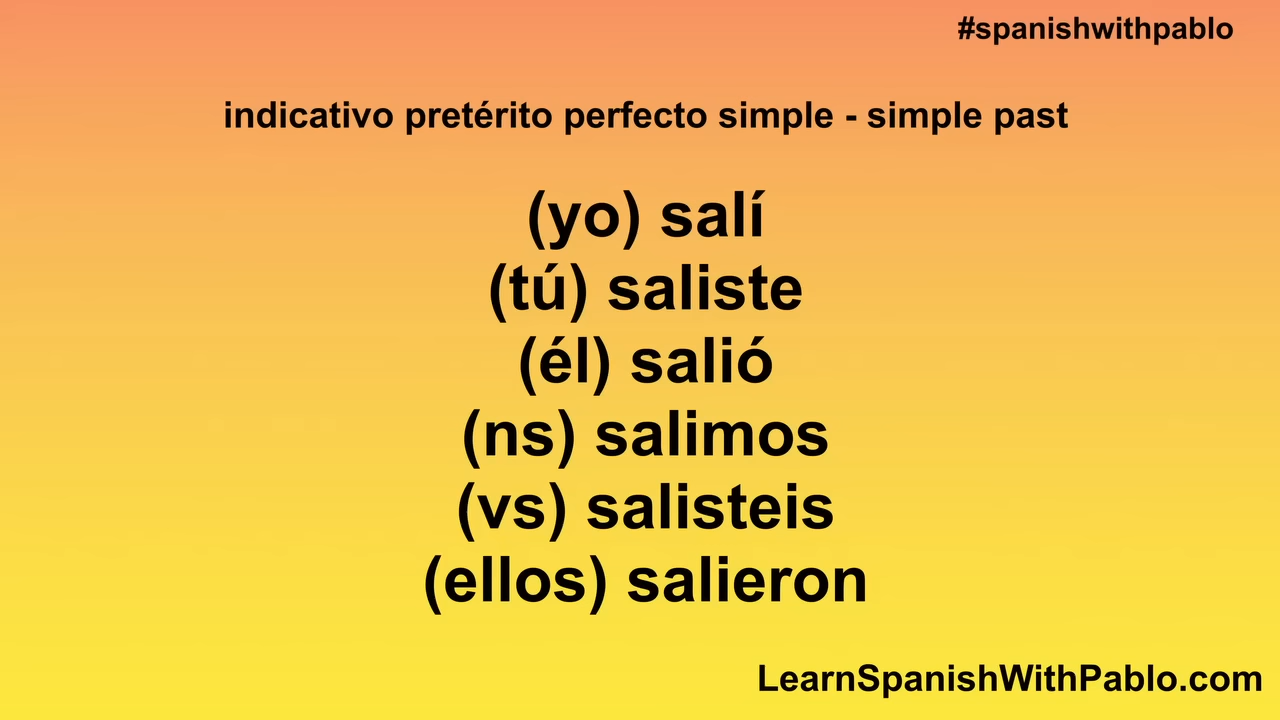 #spanishwithpablo
indicativo pretérito perfecto simple - simple past
(yo) salí
(tú) saliste
(él) salió
(ns) salimos
(vs) salisteis
(ellos) salieron
LearnSpanishWithPablo.com